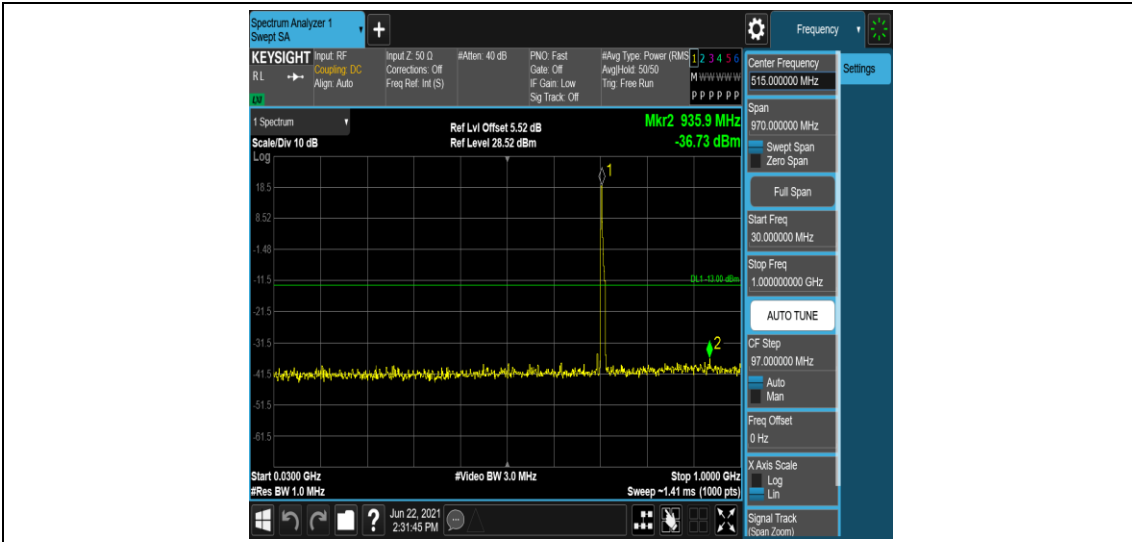 Spectrum Analyzer 1
Swept SA
+
Frequency
KEYSIGHT
RL
LXI
Input: RF
Coupling: DC
Align: Auto
Input Z: 50 Ω
Corrections: Off
Freq Ref: Int (S)
#Atten: 40 dB
PNO: Fast
Gate: Off
IF Gain: Low
Sig Track: Off
#Avg Type: Power (RMS
Avg|Hold: 50/50
Trig: Free Run
1 2 3 4 5 6
M W W W W W
P P P P P P
1 Spectrum
Scale/Div 10 dB
Log
Ref Lvl Offset 5.52 dB
Ref Level 28.52 dBm
Mkr2 935.9 MHz
-36.73 dBm
1
18.5
8.52
-1.48
-11.5
DL1 -13.00 dBm
-21.5
-31.5
2
-41.5
-51.5
-61.5
Start 0.0300 GHz
#Res BW 1.0 MHz
#Video BW 3.0 MHz
Stop 1.0000 GHz
Sweep ~1.41 ms (1000 pts)
Center Frequency
515.000000 MHz
Settings
Span
970.000000 MHz
Swept Span
Zero Span
Full Span
Start Freq
30.000000 MHz
Stop Freq
1.000000000 GHz
AUTO TUNE
CF Step
97.000000 MHz
Auto
Man
Freq Offset
0 Hz
X Axis Scale
Log
Lin
Signal Track
(Span Zoom)
?
Jun 22, 2021
2:31:45 PM